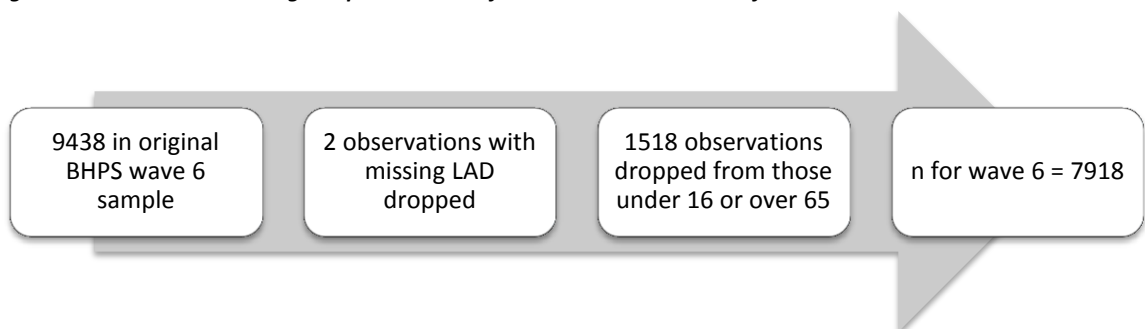 9438 in original
BHPS wave 6
sample
2 observations with
missing LAD
dropped
1518 observations
dropped from those
under 16 or over 65
n for wave 6 = 7918